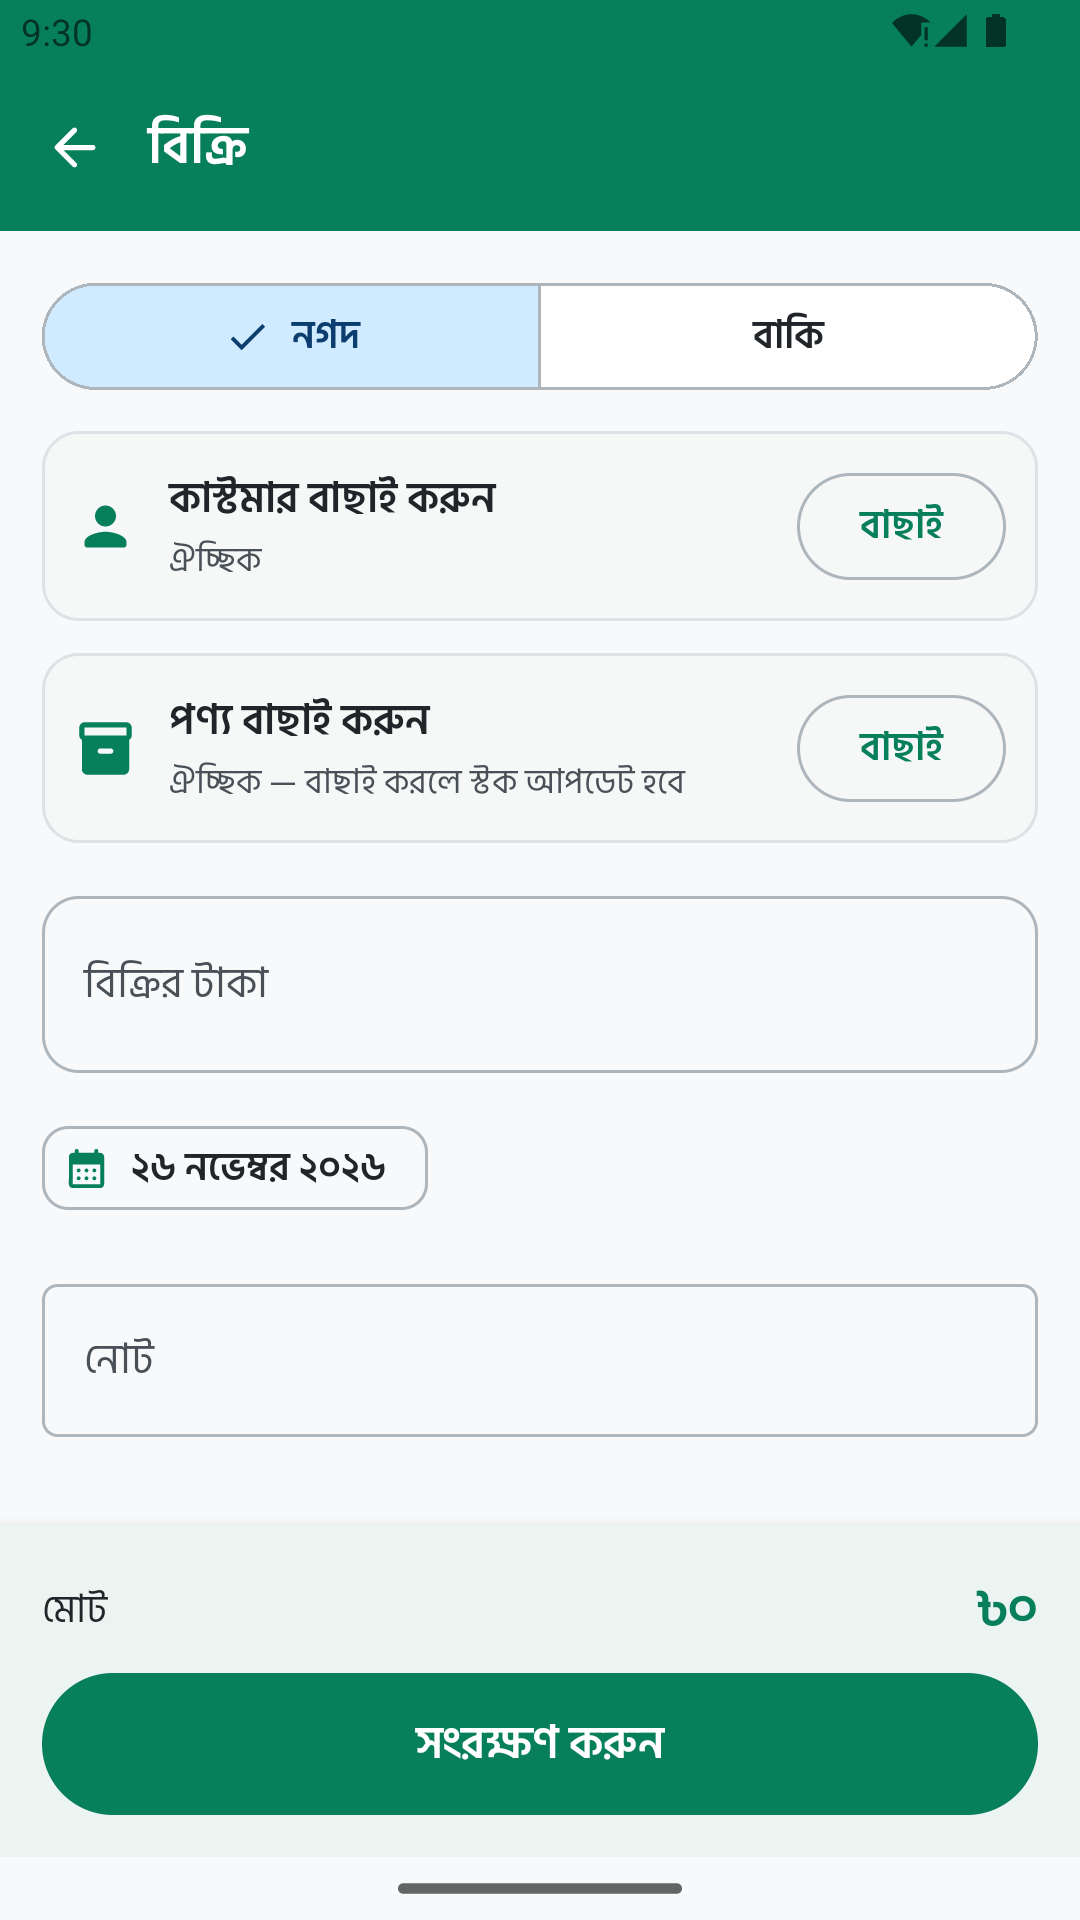 9:30
বিক্রি
নগদ
বাকি
কাস্টমার বাছাই করুন
ঐচ্ছিক
বাছাই
পণ্য বাছাই করুন
ঐচ্ছিক — বাছাই করলে স্টক আপডেট হবে
বাছাই
বিক্রির টাকা
২৬ নভেম্বর ২০২৬
নোট
মোট
৳০
সংরক্ষণ করুন